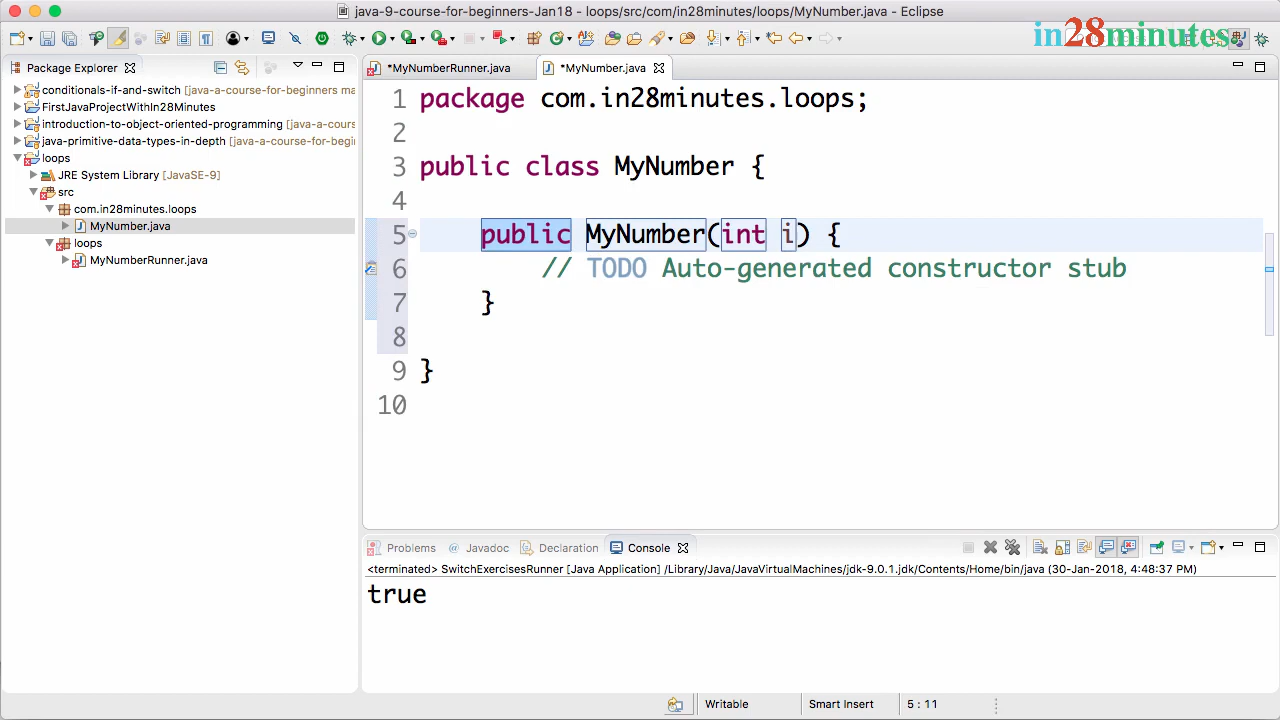 java-9-course-for-beginners-Jan18 - loops/src/com/in28minutes/loops/MyNumber.java - Eclipse
in28minutes
Package Explorer
conditionals-if-and-switch [java-a-course-for-beginners ma
FirstJavaProjectWithIn28Minutes
introduction-to-object-oriented-programming [java-a-cours
java-primitive-data-types-in-depth [java-a-course-for-begi
loops
JRE System Library [JavaSE-9]
src
com.in28minutes.loops
MyNumber.java
loops
MyNumberRunner.java
*MyNumberRunner.java *MyNumber.java
1 package com.in28minutes.loops;
2
3 public class MyNumber {
4
5 public MyNumber(int i) {
6 // TODO Auto-generated constructor stub
7 }
8
9 }
10
Problems @ Javadoc Declaration Console
<terminated> SwitchExercisesRunner [Java Application] /Library/Java/JavaVirtualMachines/jdk-9.0.1.jdk/Contents/Home/bin/java (30-Jan-2018, 4:48:37 PM)
true
Writable Smart Insert 5 : 11